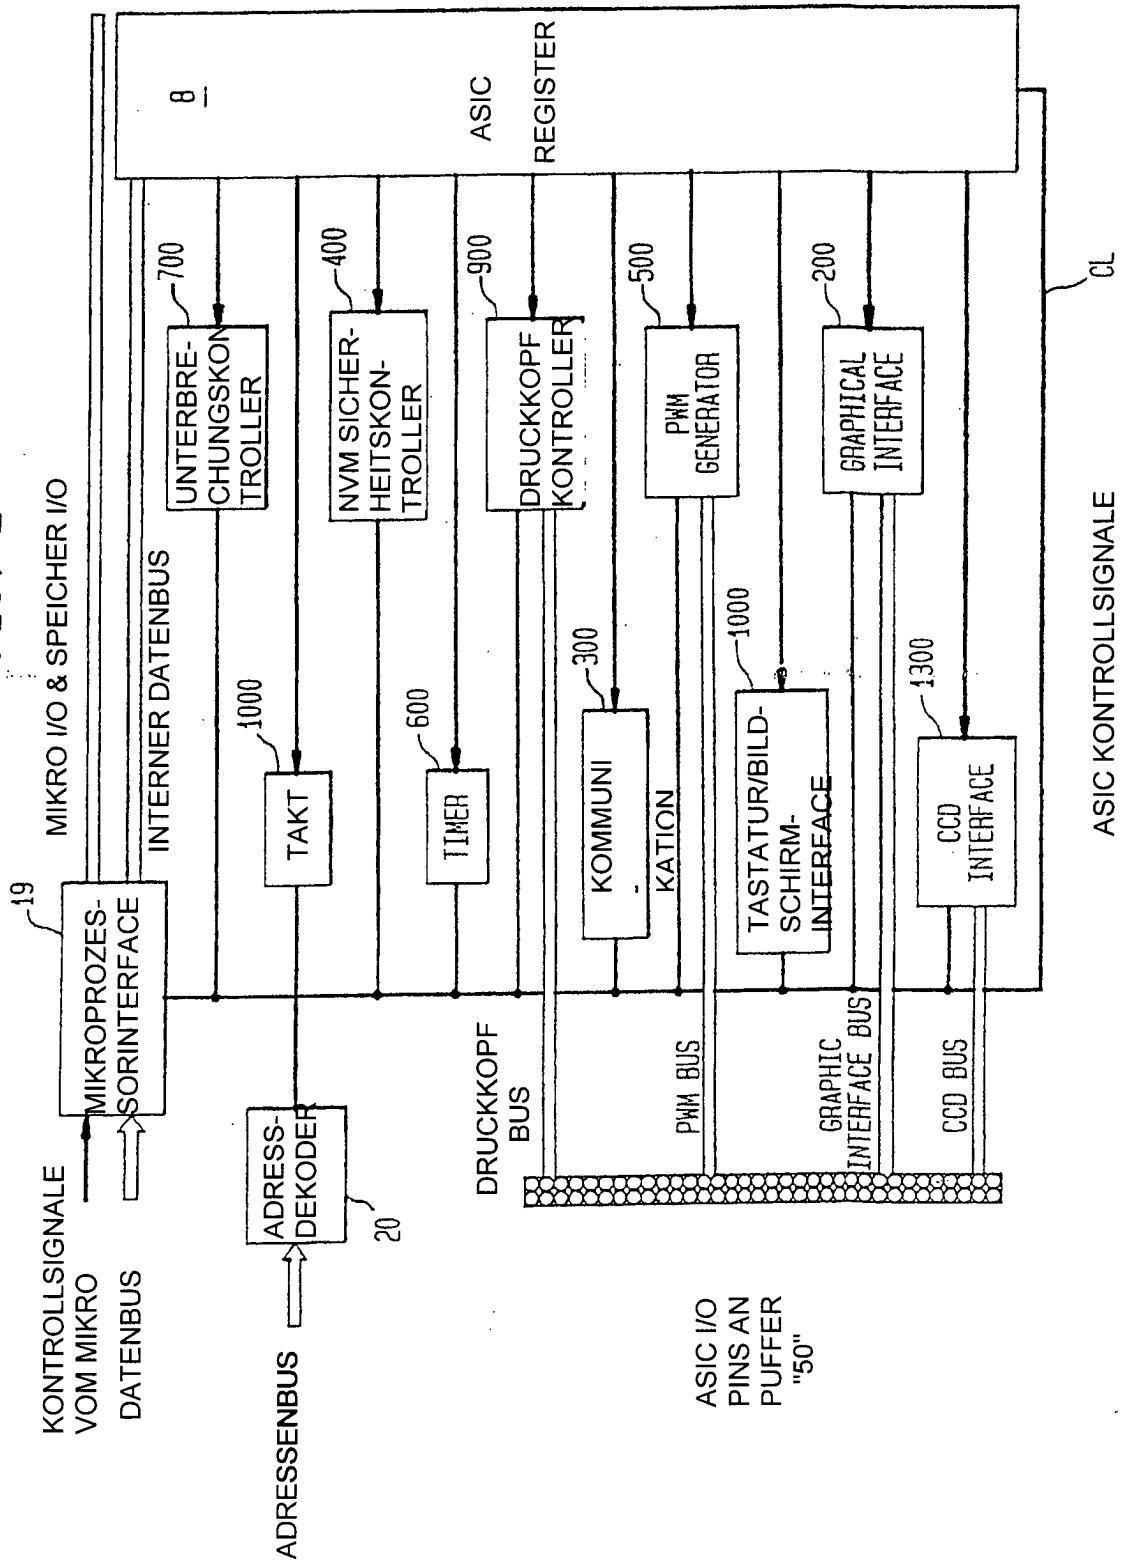 KONTROLLSIGNALE
VOM MIKRO
DATENBUS
19
MIKROPROZES-
SORINTERFACE
MIKRO I/O & SPEICHER I/O
INTERNER DATENBUS
8
ASIC
REGISTER
700
UNTERBRE-
CHUNGSKON
TROLLER
ADRESSENBUS
ADRESS-
DEKODER
20
1000
TAKT
400
NVM SICHER-
HEITSKON-
TROLLER
600
TIMER
900
DRUCKKOPF
KONTROLLER
DRUCKKOPF
BUS
300
KOMMUNI
-
KATION
500
PWM
GENERATOR
PWM BUS
1000
TASTATUR/BILD-
SCHIRM-
INTERFACE
200
GRAPHICAL
INTERFACE
GRAPHIC
INTERFACE BUS
1300
CCD
INTERFACE
CCD BUS
CL
ASIC I/O
PINS AN
PUFFER
"50"
ASIC KONTROLLSIGNALE